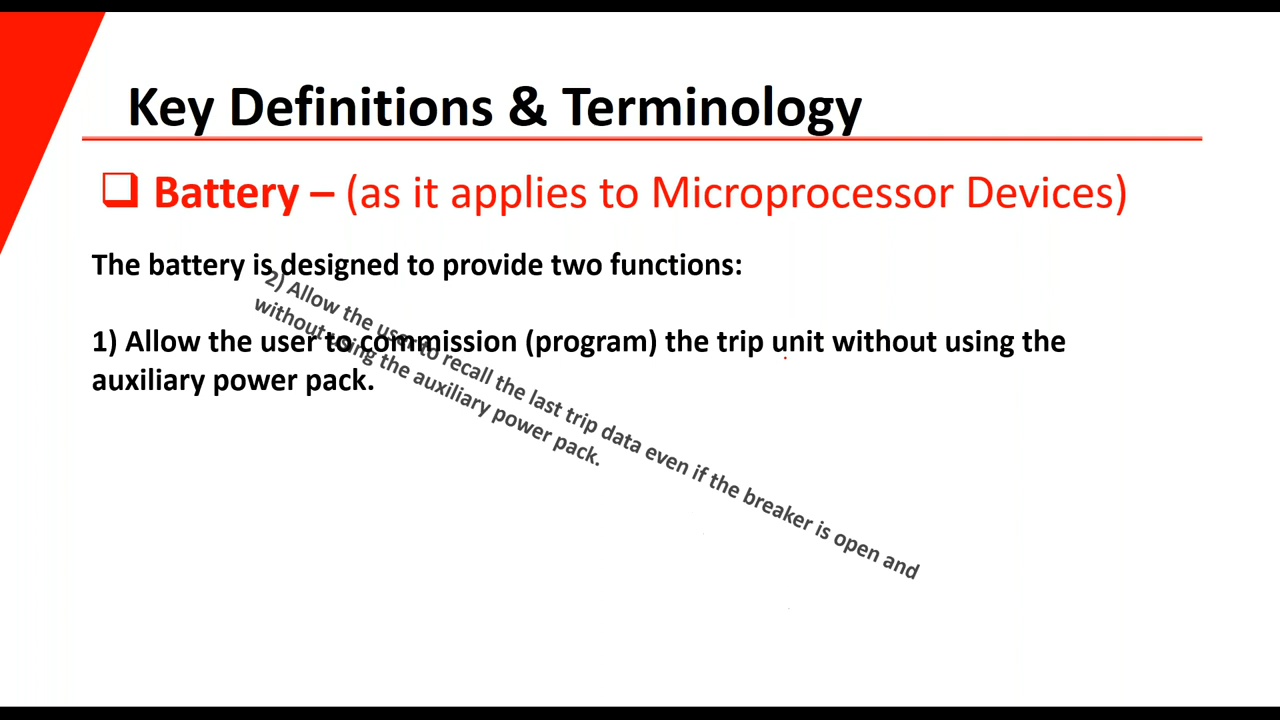 Key Definitions & Terminology
Battery – (as it applies to Microprocessor Devices)
The battery is designed to provide two functions:
1) Allow the user to commission (program) the trip unit without using the
auxiliary power pack.
2) Allow the user to recall the last trip data even if the breaker is open and
without using the auxiliary power pack.